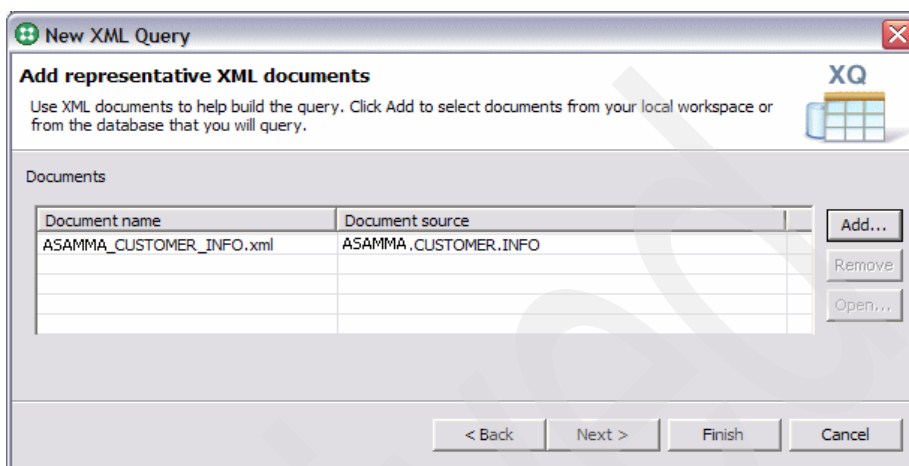 New XML Query
Add representative XML documents
XQ
Use XML documents to help build the query. Click Add to select documents from your local workspace or
from the database that you will query.
Documents
Document name Document source
Add...
ASAMMA_CUSTOMER_INFO.xml ASAMMA.CUSTOMER.INFO
Remove
Open...
< Back Next > Finish Cancel